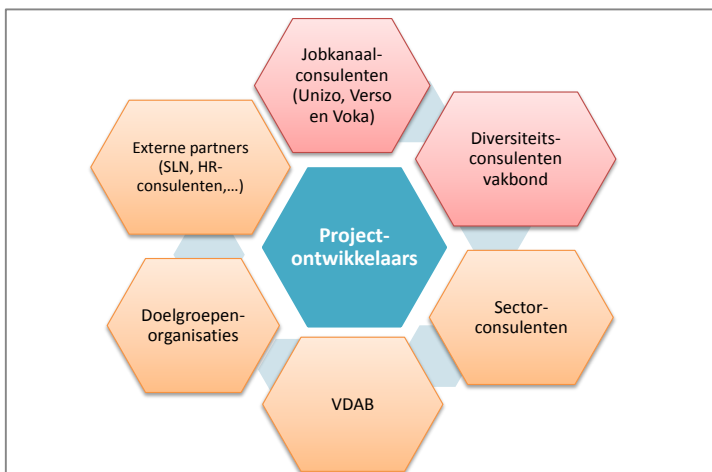 Jobkanaal-
consulenten
(Unizo, Verso
en Voka)
Diversiteits-
consulenten
vakbond
Externe partners
(SLN, HR-
consulenten,...)
Project-
ontwikkelaars
Sector-
consulenten
Doelgroepen-
organisaties
VDAB